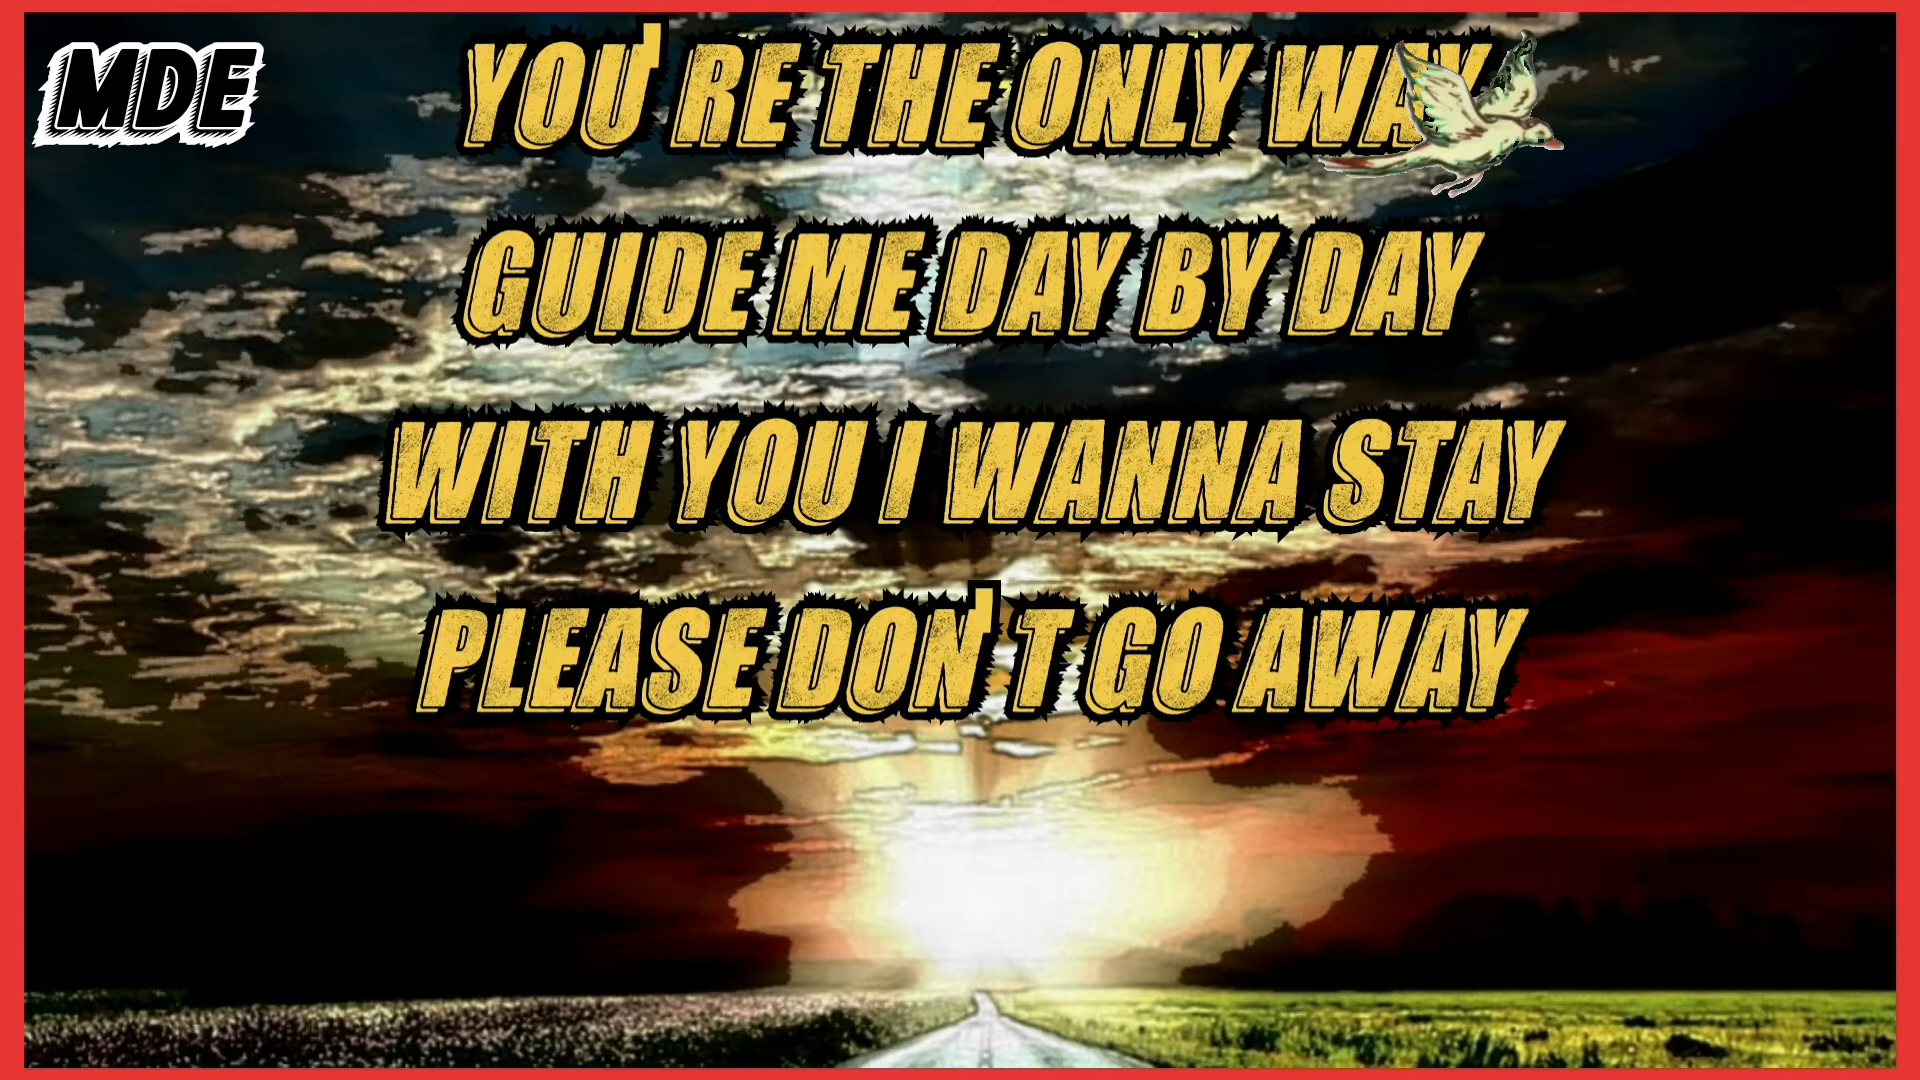 MDE
YOU'RE THE ONLY WAY
GUIDE ME DAY BY DAY
WITH YOU I WANNA STAY
PLEASE DON'T GO AWAY